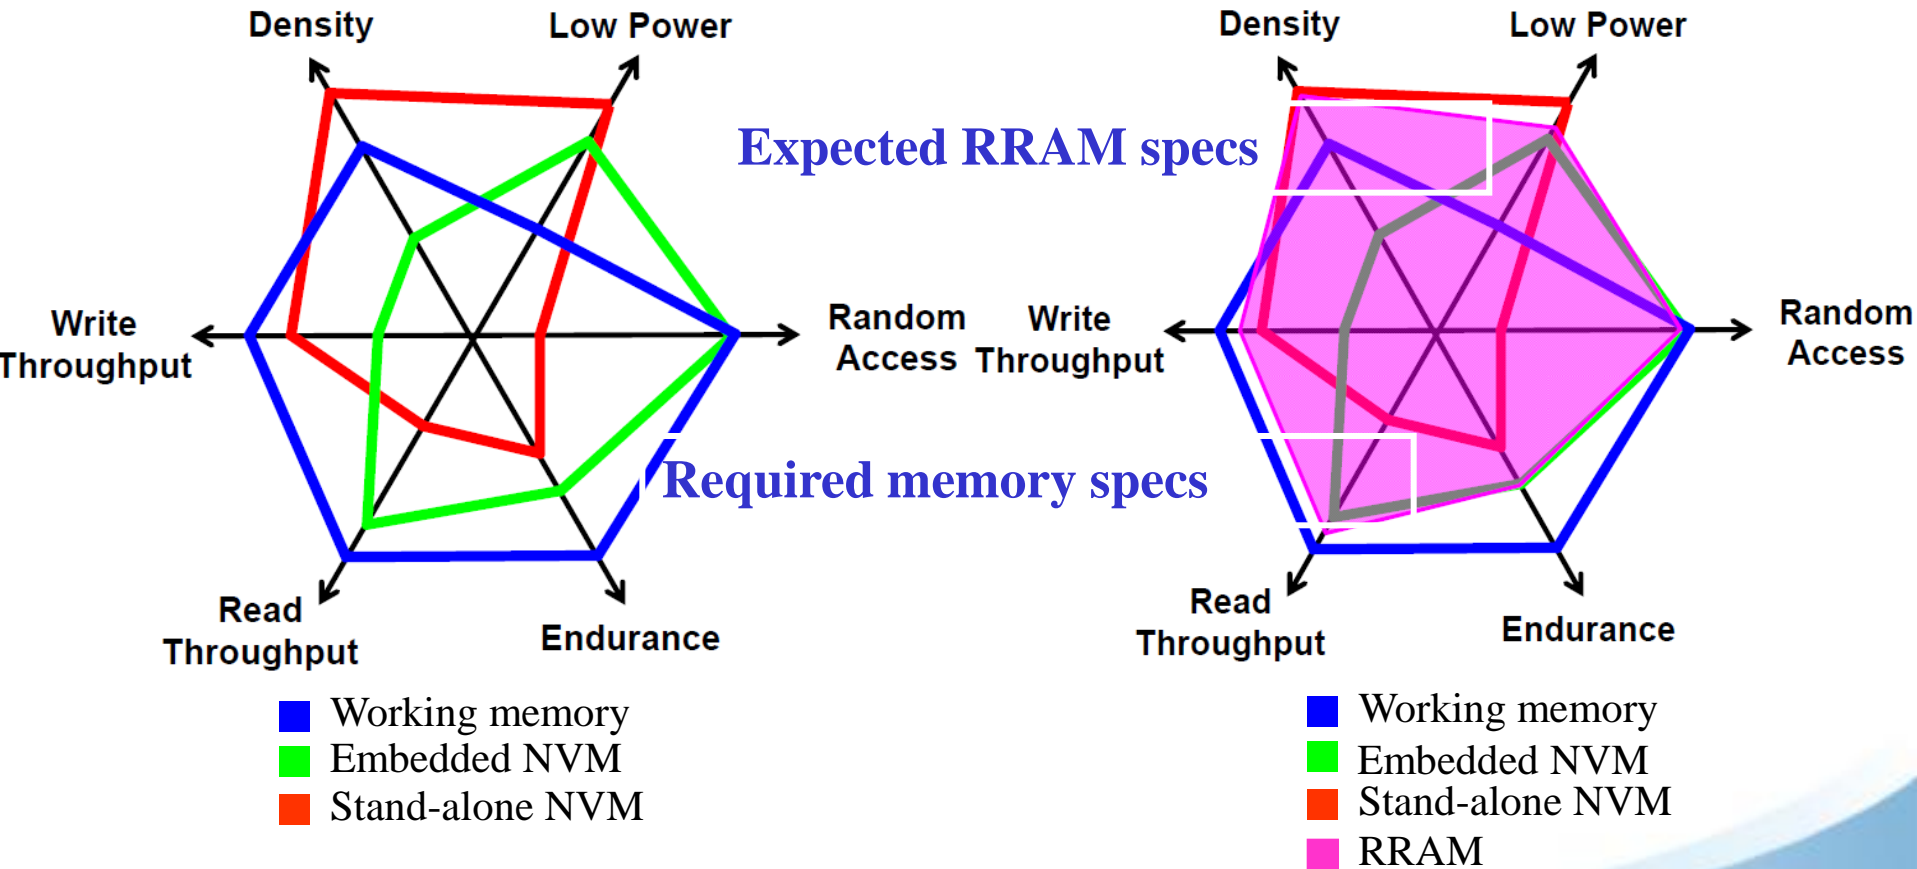 Density
Low Power
Density
Low Power
Expected RRAM specs
Write
Throughput
Random
Access
Write
Throughput
Random
Access
Required memory specs
Read
Throughput
Endurance
Read
Throughput
Endurance
Working memory
Embedded NVM
Stand-alone NVM
Working memory
Embedded NVM
Stand-alone NVM
RRAM